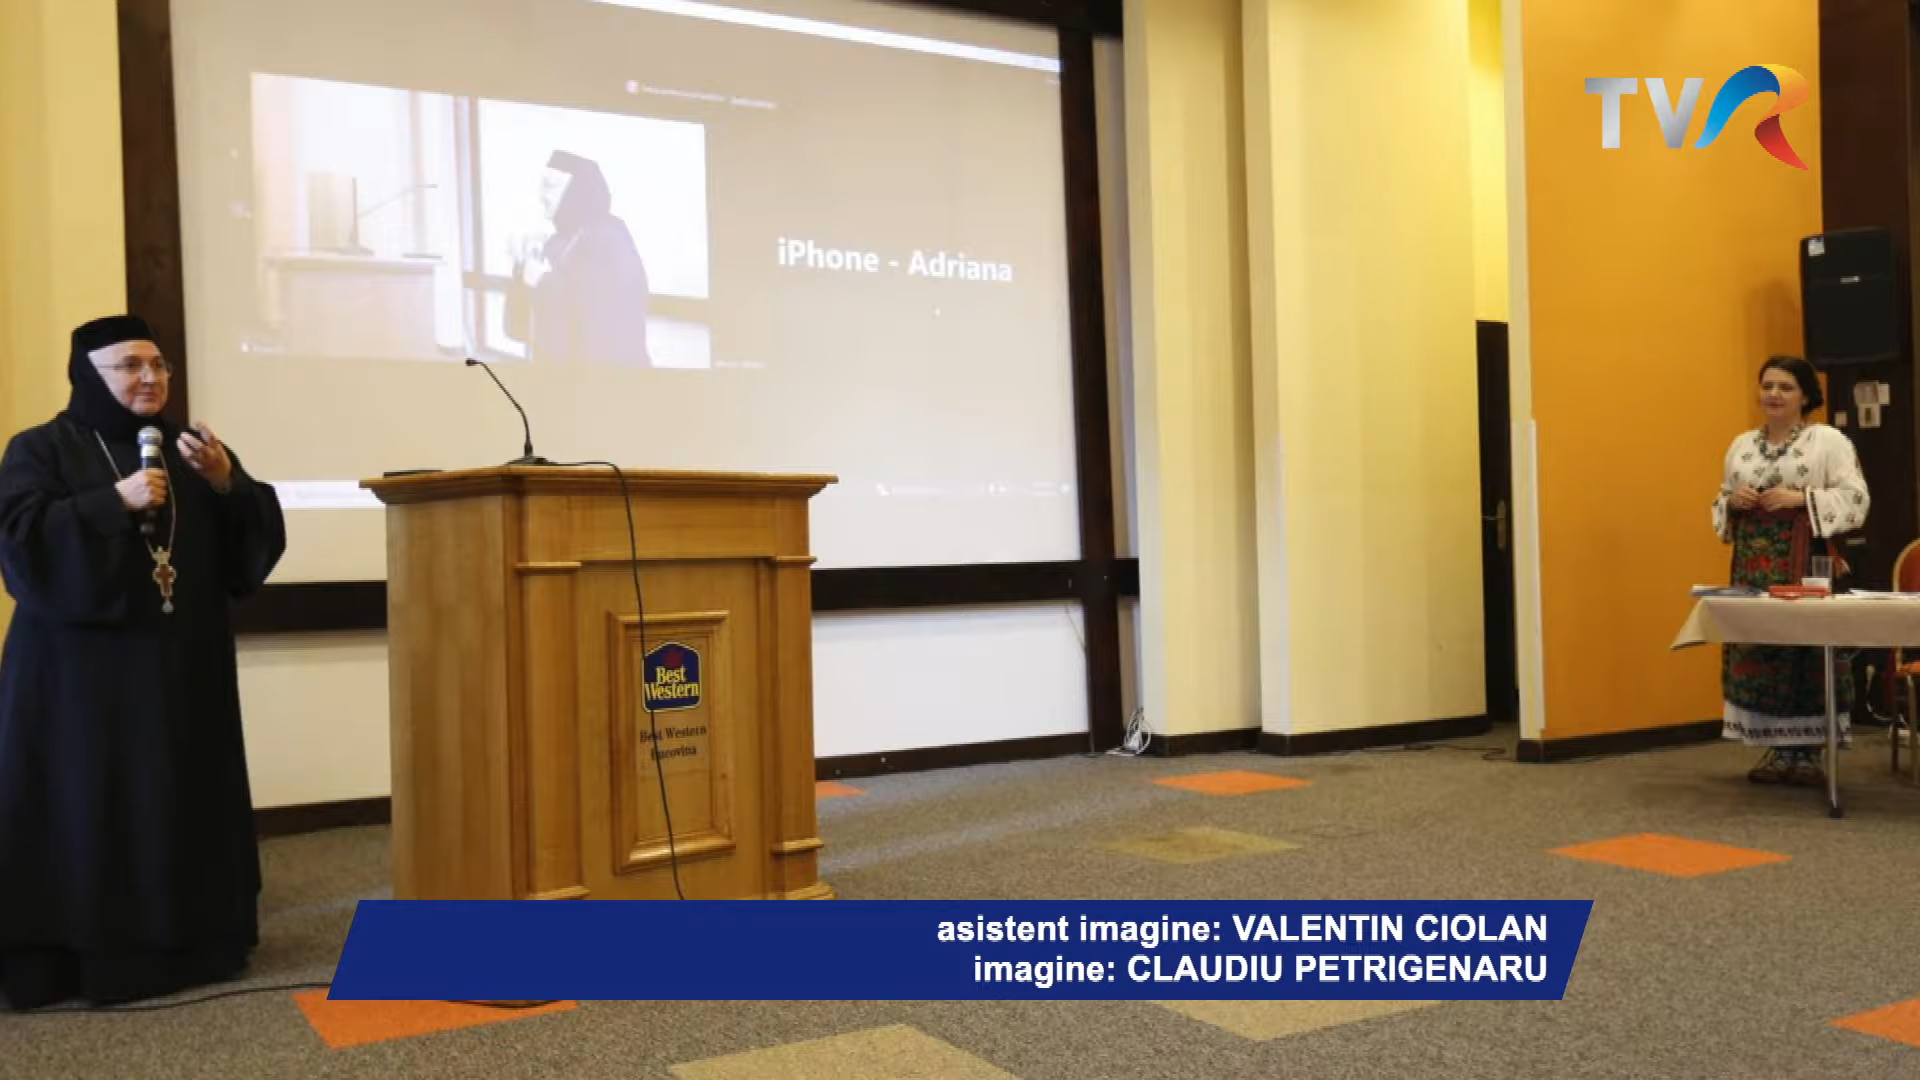 TVR
iPhone - Adriana
Best
Western
Best Western
Bucovina
asistent imagine: VALENTIN CIOLAN
imagine: CLAUDIU PETRIGENARU